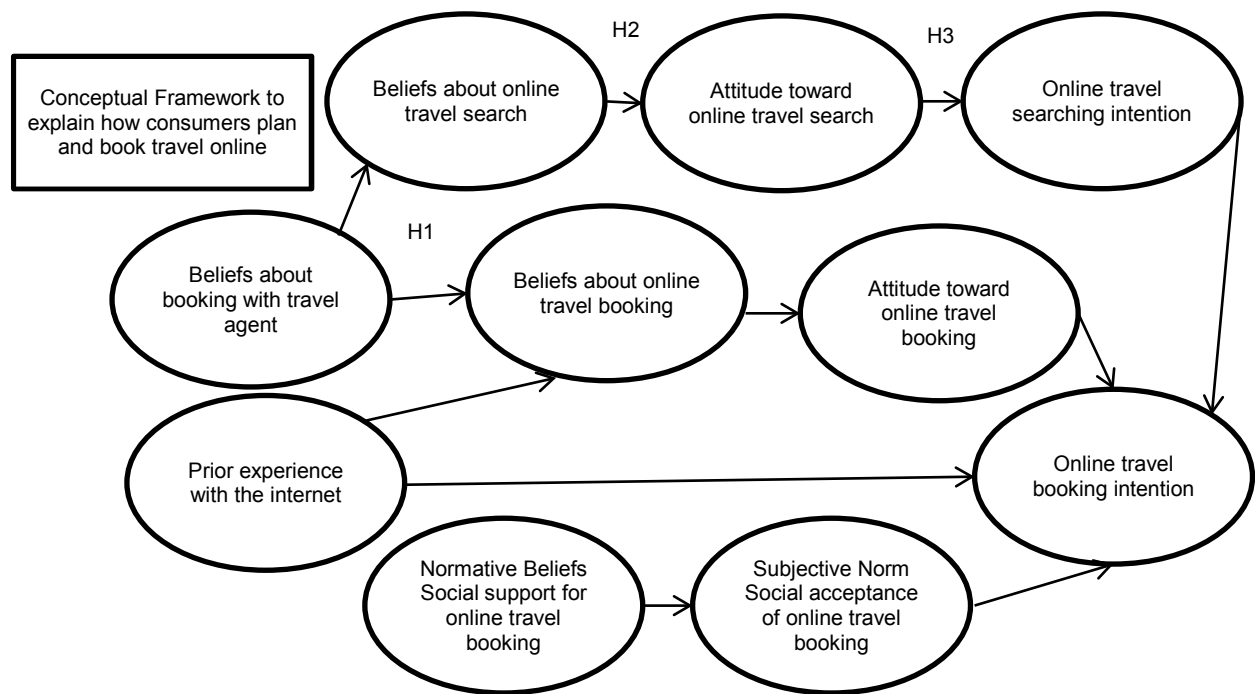 H2
H3
Conceptual Framework to
explain how consumers plan
and book travel online
Beliefs about online
travel search
Attitude toward
online travel search
Online travel
searching intention
H1
Beliefs about
booking with travel
agent
Beliefs about online
travel booking
Attitude toward
online travel
booking
Prior experience
with the internet
Online travel
booking intention
Normative Beliefs
Social support for
online travel
booking
Subjective Norm
Social acceptance
of online travel
booking